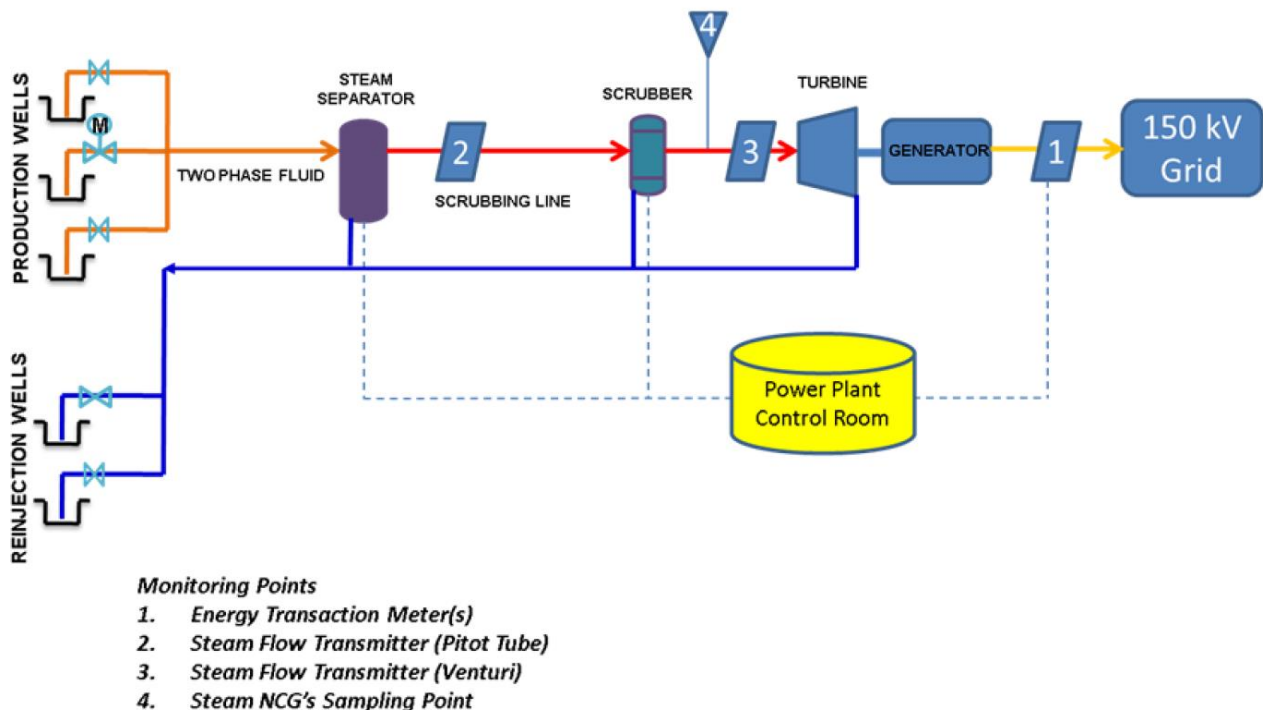 4
STEAM
SEPARATOR
SCRUBBER
TURBINE
PRODUCTION WELLS
M
2
3
GENERATOR
1
150 kV
Grid
TWO PHASE FLUID
SCRUBBING LINE
REINJECTION WELLS
Power Plant
Control Room
Monitoring Points
1. Energy Transaction Meter(s)
2. Steam Flow Transmitter (Pitot Tube)
3. Steam Flow Transmitter (Venturi)
4. Steam NCG's Sampling Point